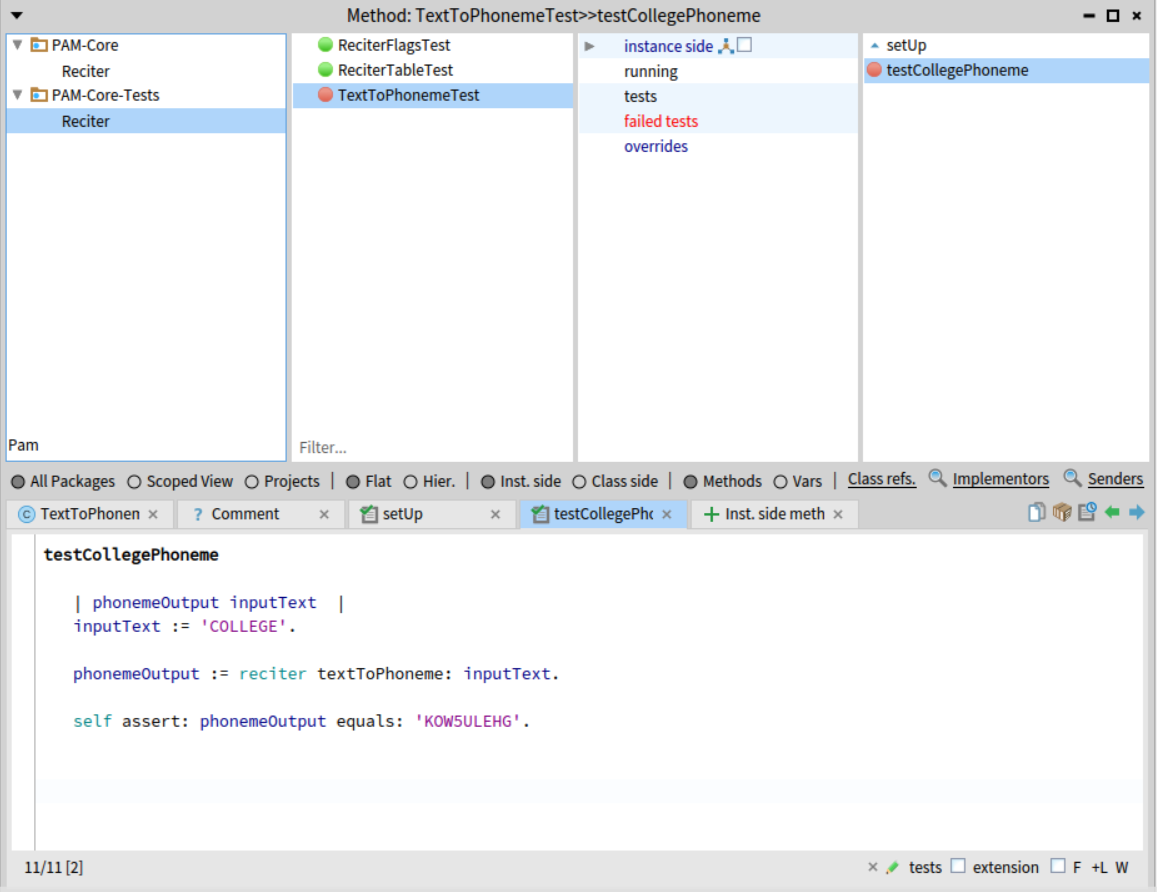 Method: TextToPhonemeTest>>testCollegePhoneme
PAM-Core
Reciter
PAM-Core-Tests
Reciter
Pam
ReciterFlagsTest
ReciterTableTest
TextToPhonemeTest
Filter...
instance side
running
tests
failed tests
overrides
setUp
testCollegePhoneme
All Packages Scoped View Projects | Flat Hier. | Inst. side Class side | Methods Vars | Class refs. Implementors Senders
TextToPhonen × ? Comment × setUp × testCollegePho × + Inst. side meth ×
testCollegePhoneme
| phonemeOutput inputText |
inputText := 'COLLEGE'.
phonemeOutput := reciter textToPhoneme: inputText.
self assert: phonemeOutput equals: 'KOW5ULEHG'.
11/11 [2]
× tests extension F +L W